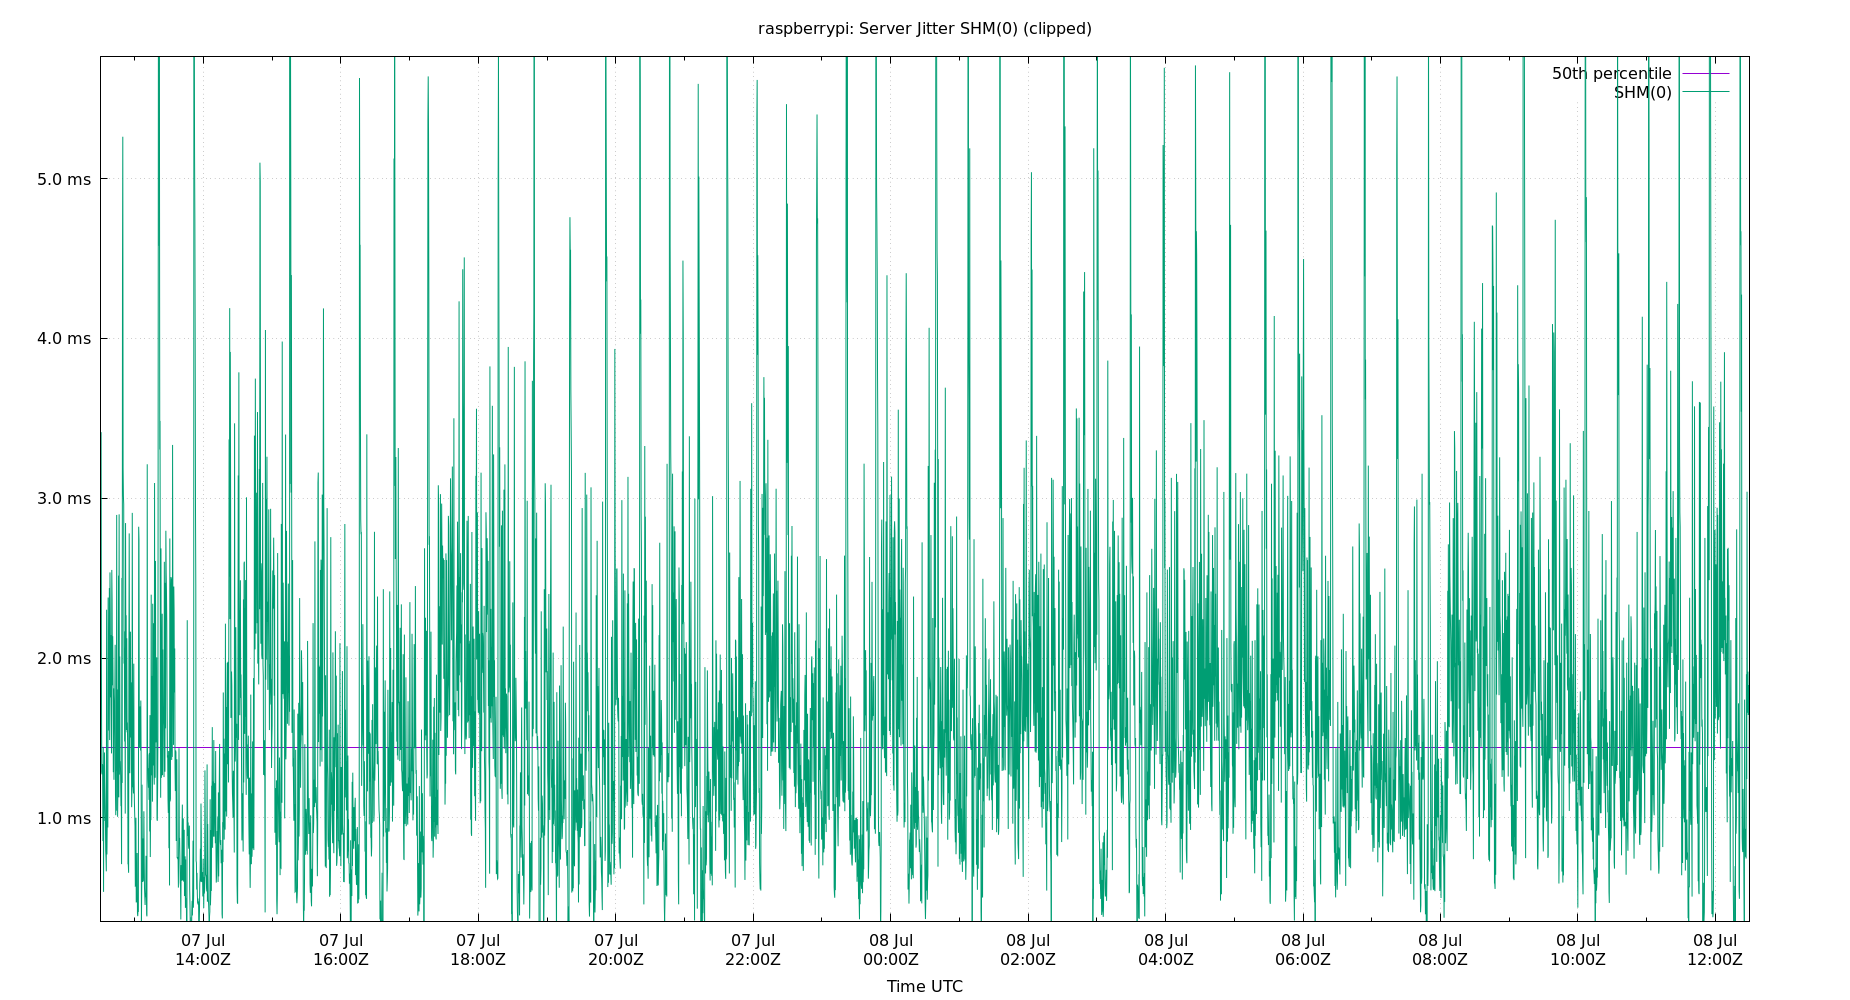 raspberrypi: Server Jitter SHM(0) (clipped)
50th percentile
SHM(0)
5.0 ms
4.0 ms
3.0 ms
2.0 ms
1.0 ms
07 Jul 07 Jul 07 Jul 07 Jul 07 Jul 08 Jul 08 Jul 08 Jul 08 Jul 08 Jul 08 Jul 08 Jul
14:00Z 16:00Z 18:00Z 20:00Z 22:00Z 00:00Z 02:00Z 04:00Z 06:00Z 08:00Z 10:00Z 12:00Z
Time UTC